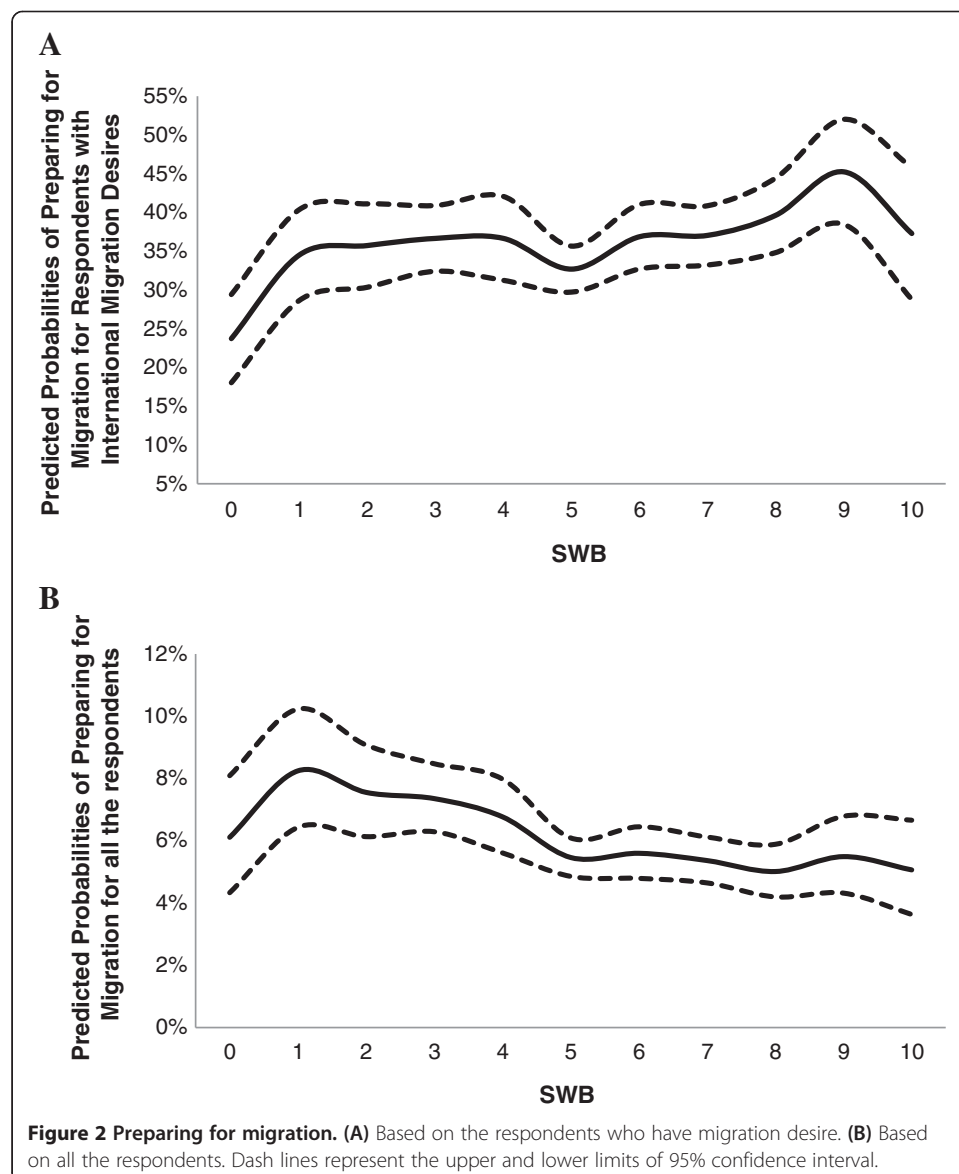 A
Predicted Probabilities of Preparing for
Migration for Respondents with
International Migration Desires
55%
50%
45%
40%
35%
30%
25%
20%
15%
10%
5%
0 1 2 3 4 5 6 7 8 9 10
SWB
B
Predicted Probabilities of Preparing for
Migration for all the respondents
12%
10%
8%
6%
4%
2%
0%
0 1 2 3 4 5 6 7 8 9 10
SWB
Figure 2 Preparing for migration. (A) Based on the respondents who have migration desire. (B) Based
on all the respondents. Dash lines represent the upper and lower limits of 95% confidence interval.